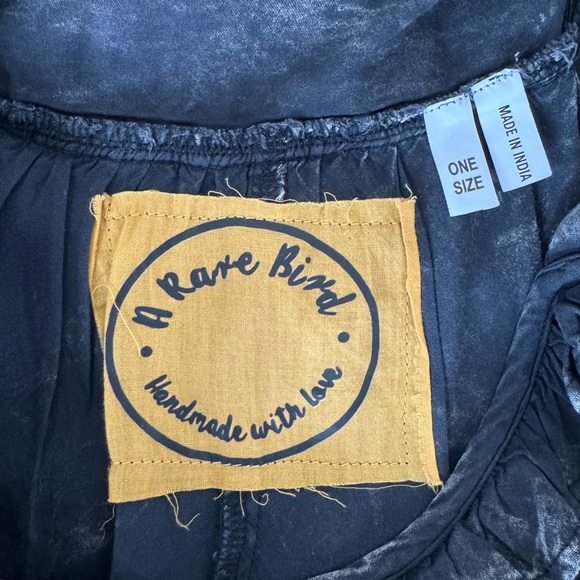 A Rare Bird
Handmade with love
ONE
SIZE
MADE IN INDIA